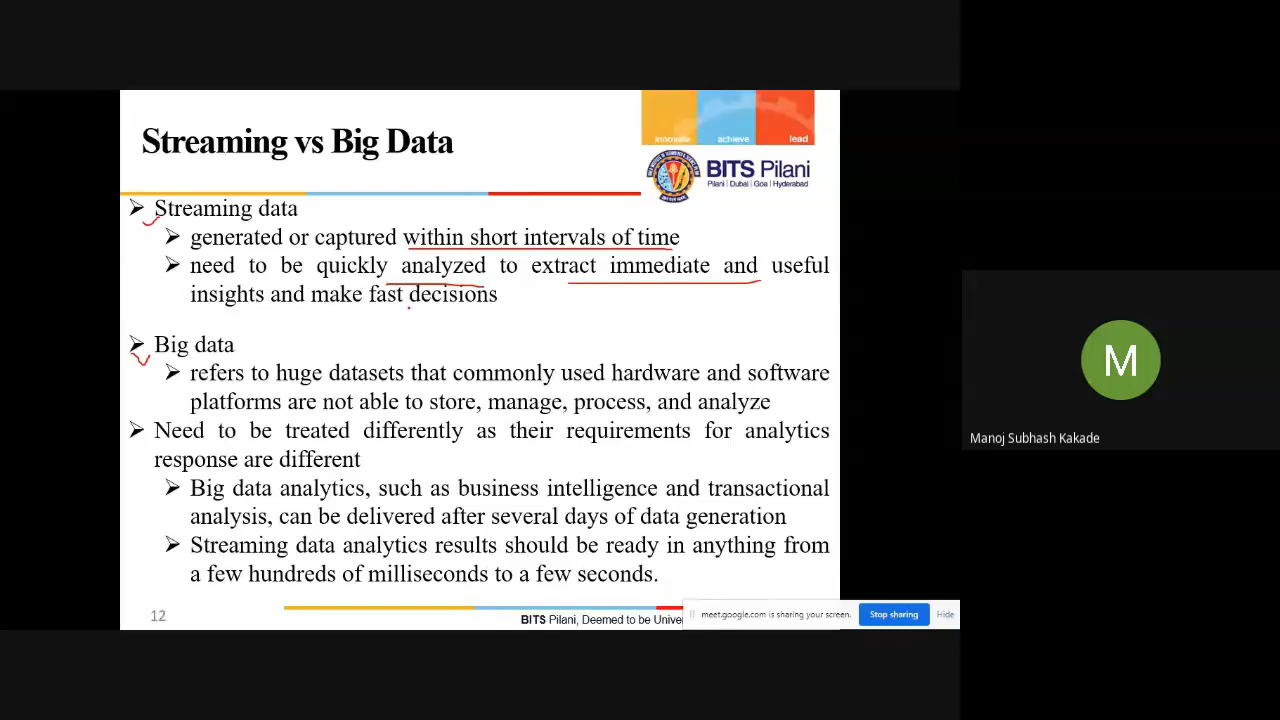 Streaming vs Big Data
innovate achieve lead
BITS Pilani
Pilani | Dubai | Goa | Hyderabad
➢ Streaming data
➢ generated or captured within short intervals of time
➢ need to be quickly analyzed to extract immediate and useful
insights and make fast decisions
➢ Big data
➢ refers to huge datasets that commonly used hardware and software
platforms are not able to store, manage, process, and analyze
➢ Need to be treated differently as their requirements for analytics
response are different
➢ Big data analytics, such as business intelligence and transactional
analysis, can be delivered after several days of data generation
➢ Streaming data analytics results should be ready in anything from
a few hundreds of milliseconds to a few seconds.
12
BITS Pilani, Deemed to be Univer
meet.google.com is sharing your screen. Stop sharing Hide
M
Manoj Subhash Kakade